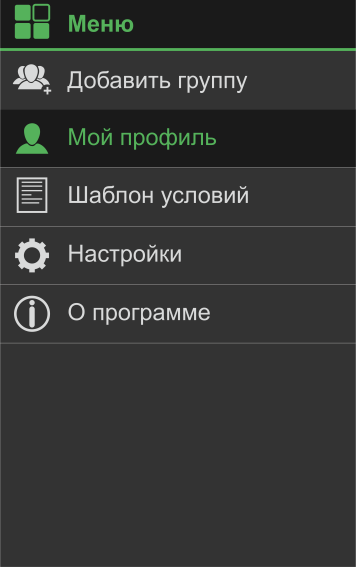 Меню
Добавить группу
Мой профиль
Шаблон условий
Настройки
О программе